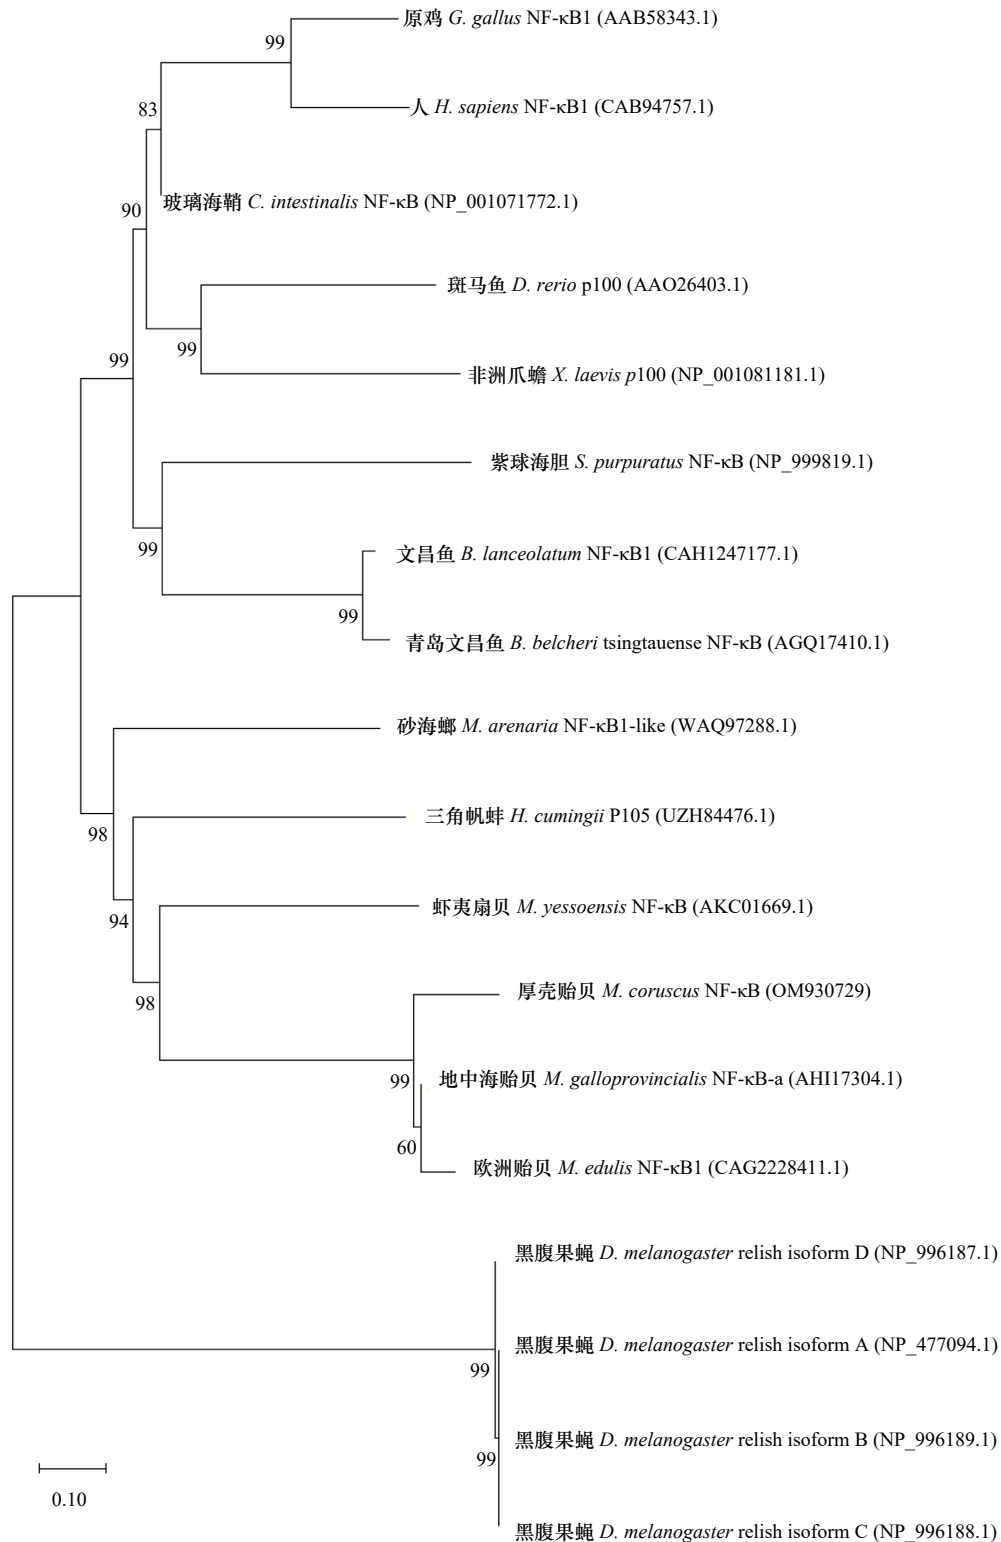 原鸡 G. gallus NF-κB1 (AAB58343.1)
99
人 H. sapiens NF-κB1 (CAB94757.1)
83
玻璃海鞘 C. intestinalis NF-κB (NP_001071772.1)
90
斑马鱼 D. rerio p100 (AAO26403.1)
99
99
非洲爪蟾 X. laevis p100 (NP_001081181.1)
紫球海胆 S. purpuratus NF-κB (NP_999819.1)
99
文昌鱼 B. lanceolatum NF-κB1 (CAH1247177.1)
99
青岛文昌鱼 B. belcheri tsingtauense NF-κB (AGQ17410.1)
砂海螂 M. arenaria NF-κB1-like (WAQ97288.1)
三角帆蚌 H. cumingii P105 (UZH84476.1)
98
虾夷扇贝 M. yessoensis NF-κB (AKC01669.1)
94
厚壳贻贝 M. coruscus NF-κB (OM930729)
98
地中海贻贝 M. galloprovincialis NF-κB-a (AHI17304.1)
99
60
欧洲贻贝 M. edulis NF-κB1 (CAG2228411.1)
黑腹果蝇 D. melanogaster relish isoform D (NP_996187.1)
黑腹果蝇 D. melanogaster relish isoform A (NP_477094.1)
99
黑腹果蝇 D. melanogaster relish isoform B (NP_996189.1)
99
0.10
黑腹果蝇 D. melanogaster relish isoform C (NP_996188.1)